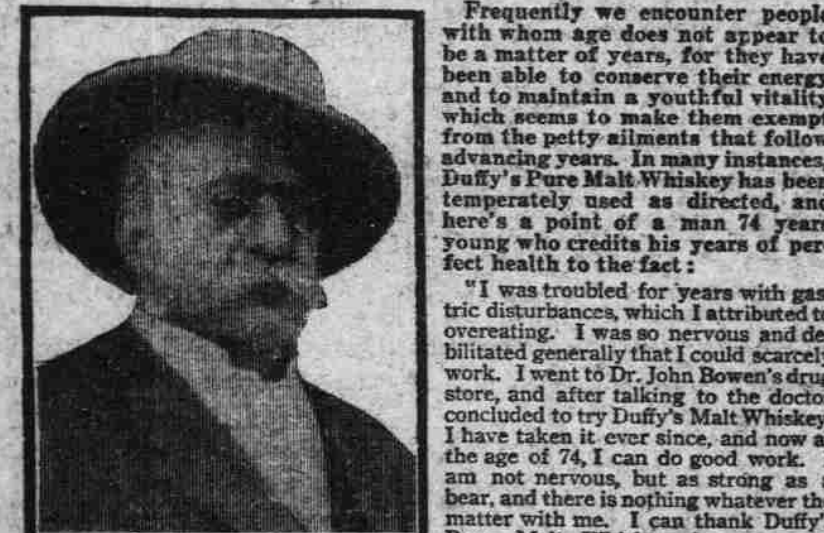 Frequently we encounter people
with whom age does not appear to
be a matter of years, for they have
been able to conserve their energy
and to maintain a youthful vitality
which seems to make them exempt
from the petty ailments that follow
advancing years. In many instances,
Duffy's Pure Malt Whiskey has been
temperately used as directed, and
here's a point of a man 74 years
young who credits his years of per
fect health to the fact:
"I was troubled for years with gas
tric disturbances, which I attributed to
overeating. I was so nervous and de
bilitated generally that I could scarcely
work. I went to Dr. John Bowen's drug
store, and after talking to the doctor
concluded to try Duffy's Malt Whiskey
I have taken it ever since, and now a
the age of 74, I can do good work.
am not nervous, but as strong as
bear, and there is nothing whatever the
matter with me. I can thank Duffy'